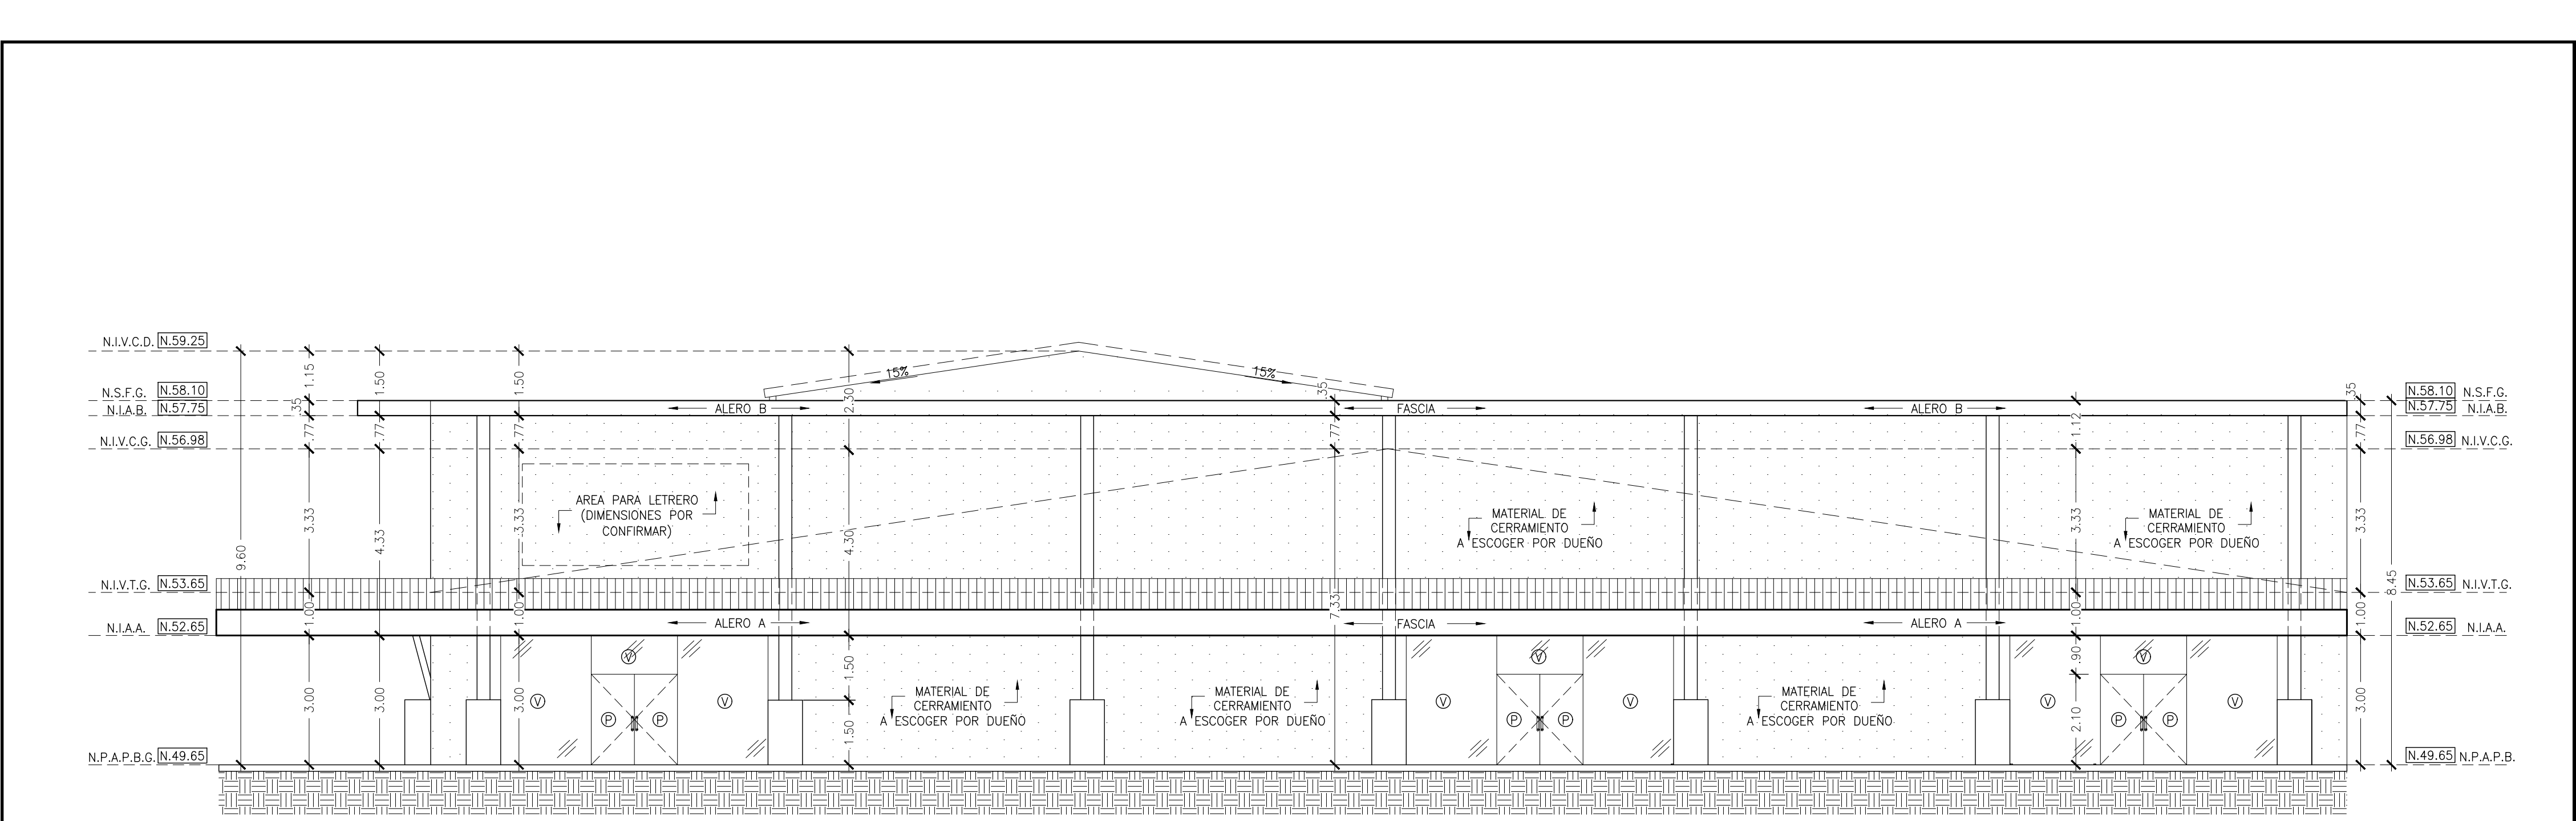 N.I.V.C.D. N.59.25
N.S.F.G. N.58.10
N.I.A.B. N.57.75
N.I.V.C.G. N.56.98
N.I.V.T.G. N.53.65
N.I.A.A. N.52.65
N.P.A.P.B.G. N.49.65
9.60
1.15
.35
.77
3.33
1.00
3.00
1.50
.77
4.33
3.00
1.50
.77
3.33
1.00
3.00
2.30
4.30
1.50
1.50
15%
15%
ALERO B
FASCIA
ALERO B
AREA PARA LETRERO
(DIMENSIONES POR
CONFIRMAR)
.35
.77
7.33
MATERIAL DE
CERRAMIENTO
A ESCOGER POR DUEÑO
MATERIAL DE
CERRAMIENTO
A ESCOGER POR DUEÑO
ALERO A
FASCIA
ALERO A
V
V
V
P
P
MATERIAL DE
CERRAMIENTO
A ESCOGER POR DUEÑO
MATERIAL DE
CERRAMIENTO
A ESCOGER POR DUEÑO
V
V
V
P
P
MATERIAL DE
CERRAMIENTO
A ESCOGER POR DUEÑO
V
V
V
P
P
1.12
3.33
1.00
.90
2.10
.35
.77
3.33
1.00
3.00
8.45
N.58.10 N.S.F.G.
N.57.75 N.I.A.B.
N.56.98 N.I.V.C.G.
N.53.65 N.I.V.T.G.
N.52.65 N.I.A.A.
N.49.65 N.P.A.P.B.